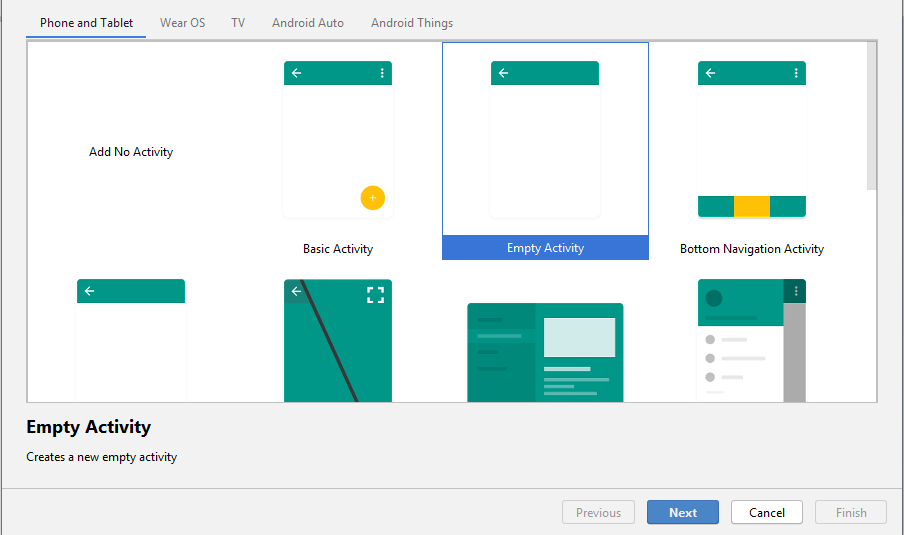 Phone and Tablet
Wear OS
TV
Android Auto
Android Things
Add No Activity
Basic Activity
Empty Activity
Bottom Navigation Activity
Empty Activity
Creates a new empty activity
Previous
Next
Cancel
Finish